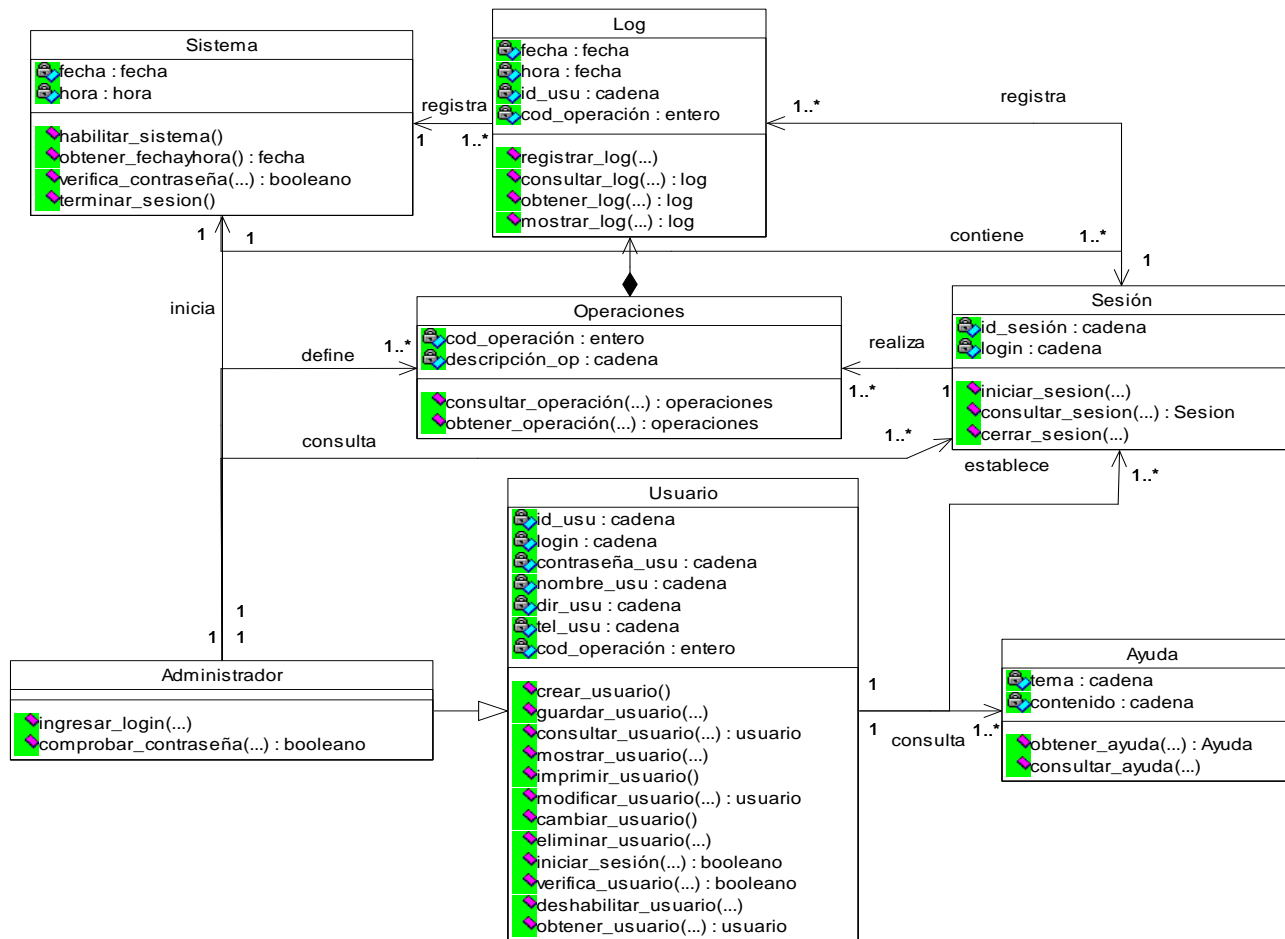 Sistema
fecha : fecha
hora : hora
habilitar_sistema()
obtener_fechayhora() : fecha
verifica_contraseña(...) : booleano
terminar_sesion()
Log
fecha : fecha
hora : fecha
id_usu : cadena
cod_operación : entero
registrar_log(...)
consultar_log(...) : log
obtener_log(...) : log
mostrar_log(...) : log
registra
1
1..*
1..*
registra
1..*
1
1
1
contiene
inicia
Operaciones
cod_operación : entero
descripción_op : cadena
consultar_operación(...) : operaciones
obtener_operación(...) : operaciones
define
1..*
realiza
1..*
1
Sesión
id_sesión : cadena
login : cadena
iniciar_sesion(...)
consultar_sesion(...) : Sesion
cerrar_sesion(...)
consulta
1..*
establece
1..*
Usuario
id_usu : cadena
login : cadena
contraseña_usu : cadena
nombre_usu : cadena
dir_usu : cadena
tel_usu : cadena
cod_operación : entero
crear_usuario()
guardar_usuario(...)
consultar_usuario(...) : usuario
mostrar_usuario(...)
imprimir_usuario()
modificar_usuario(...) : usuario
cambiar_usuario()
eliminar_usuario(...)
iniciar_sesión(...) : booleano
verifica_usuario(...) : booleano
deshabilitar_usuario(...)
obtener_usuario(...) : usuario
1
1
1
Administrador
ingresar_login(...)
comprobar_contraseña(...) : booleano
1
1
consulta
1..*
Ayuda
tema : cadena
contenido : cadena
obtener_ayuda(...) : Ayuda
consultar_ayuda(...)